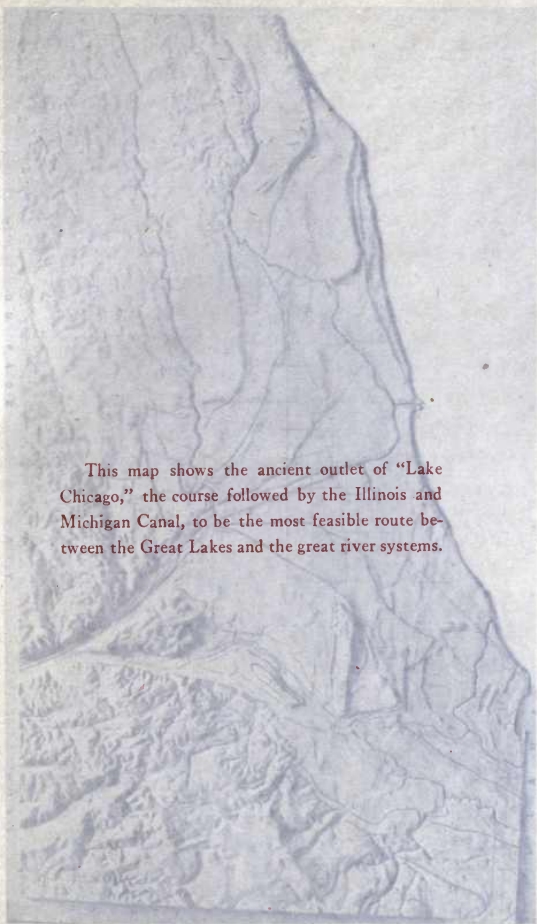 This map shows the ancient outlet of “Lake
Chicago,” the course followed by the Illinois and
Michigan Canal, to be the most feasible route be-
tween the Great Lakes and the great river systems.